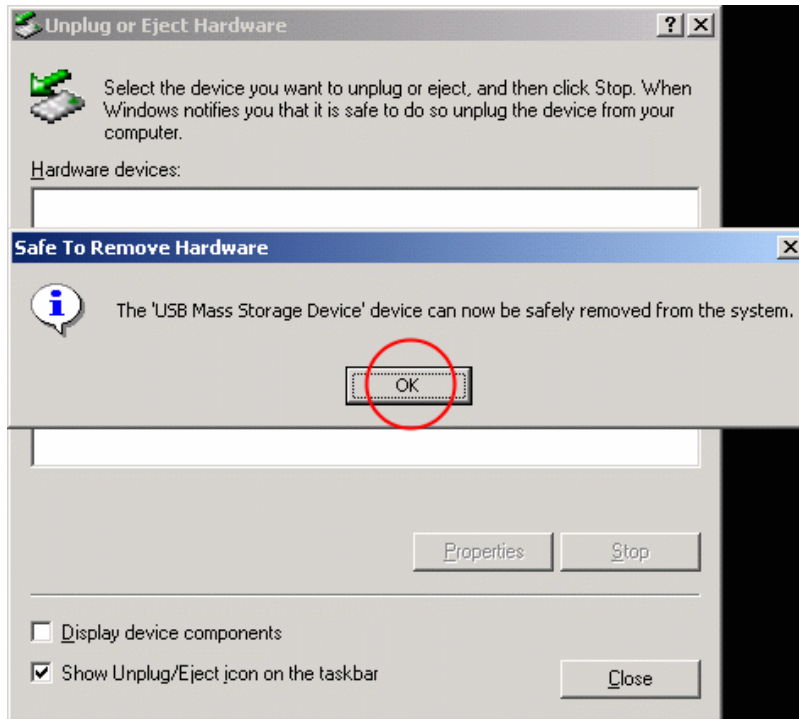 Unplug or Eject Hardware
Select the device you want to unplug or eject, and then click Stop. When
Windows notifies you that it is safe to do so unplug the device from your
computer.
Hardware devices:
Safe To Remove Hardware
The 'USB Mass Storage Device' device can now be safely removed from the system.
OK
Properties
Stop
Display device components
Show Unplug/Eject icon on the taskbar
Close